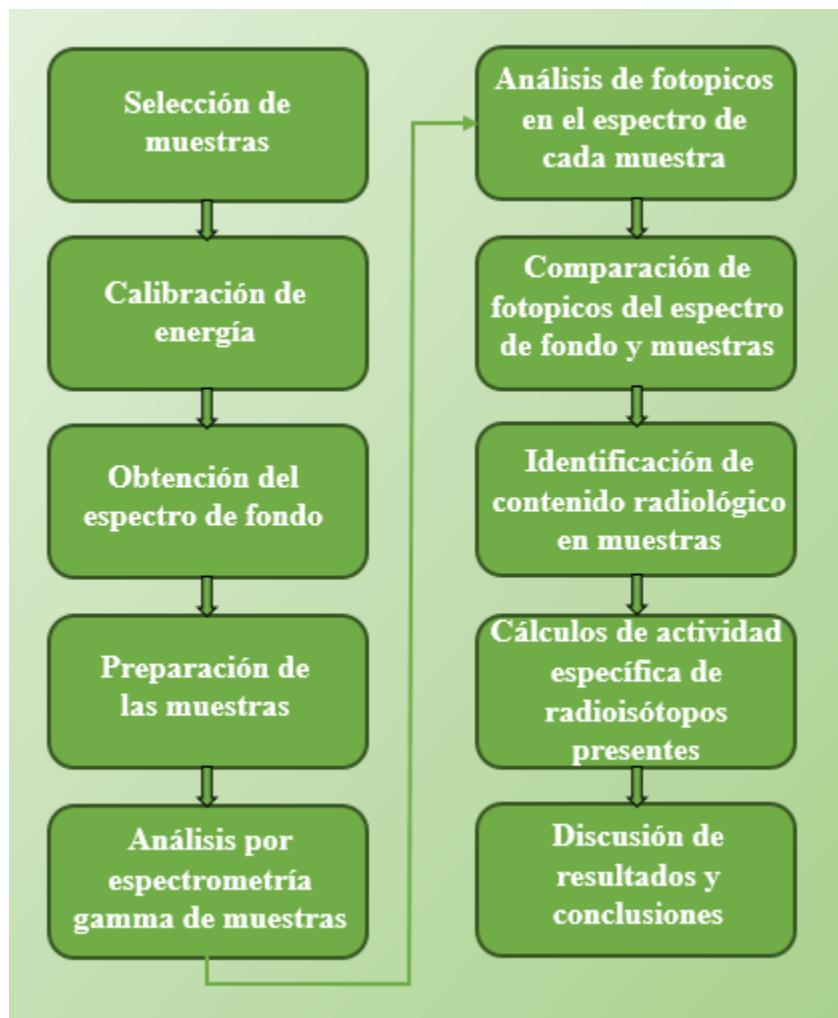 Selección de
muestras
Calibración de
energía
Obtención del
espectro de fondo
Preparación de
las muestras
Análisis por
espectrometría
gamma de muestras
Análisis de fotopicos
en el espectro de
cada muestra
Comparación de
fotopicos del espectro
de fondo y muestras
Identificación de
contenido radiológico
en muestras
Cálculos de actividad
específica de
radioisótopos
presentes
Discusión de
resultados y
conclusiones